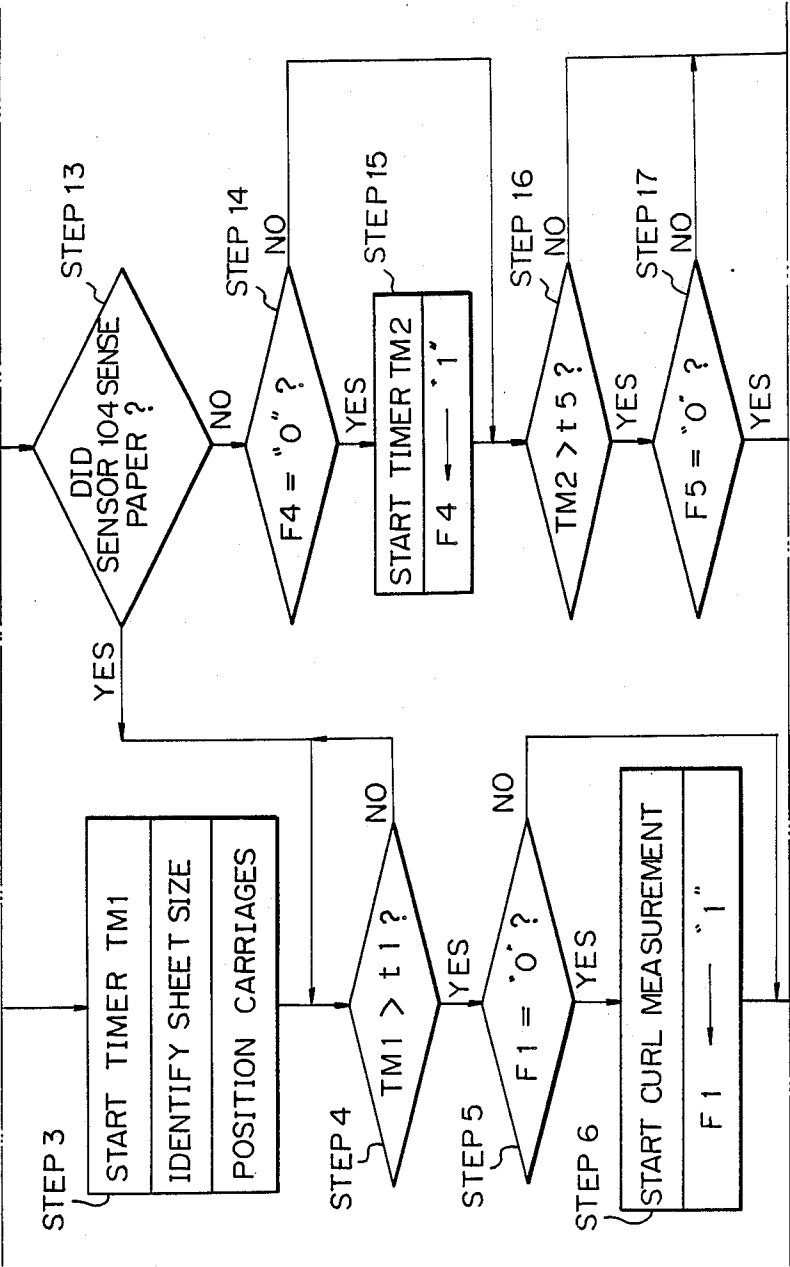 STEP 3
START TIMER TM1
IDENTIFY SHEET SIZE
POSITION CARRIAGES
STEP 4
TM1 > t1 ?
NO
YES
STEP 5
F1 = "0" ?
NO
YES
STEP 6
START CURL MEASUREMENT
F1 ← "1"
STEP 13
DID
SENSOR 104 SENSE
PAPER ?
YES
NO
STEP 14
F4 = "0" ?
NO
YES
STEP 15
START TIMER TM2
F4 ← "1"
STEP 16
TM2 > t5 ?
NO
YES
STEP 17
F5 = "0" ?
NO
YES